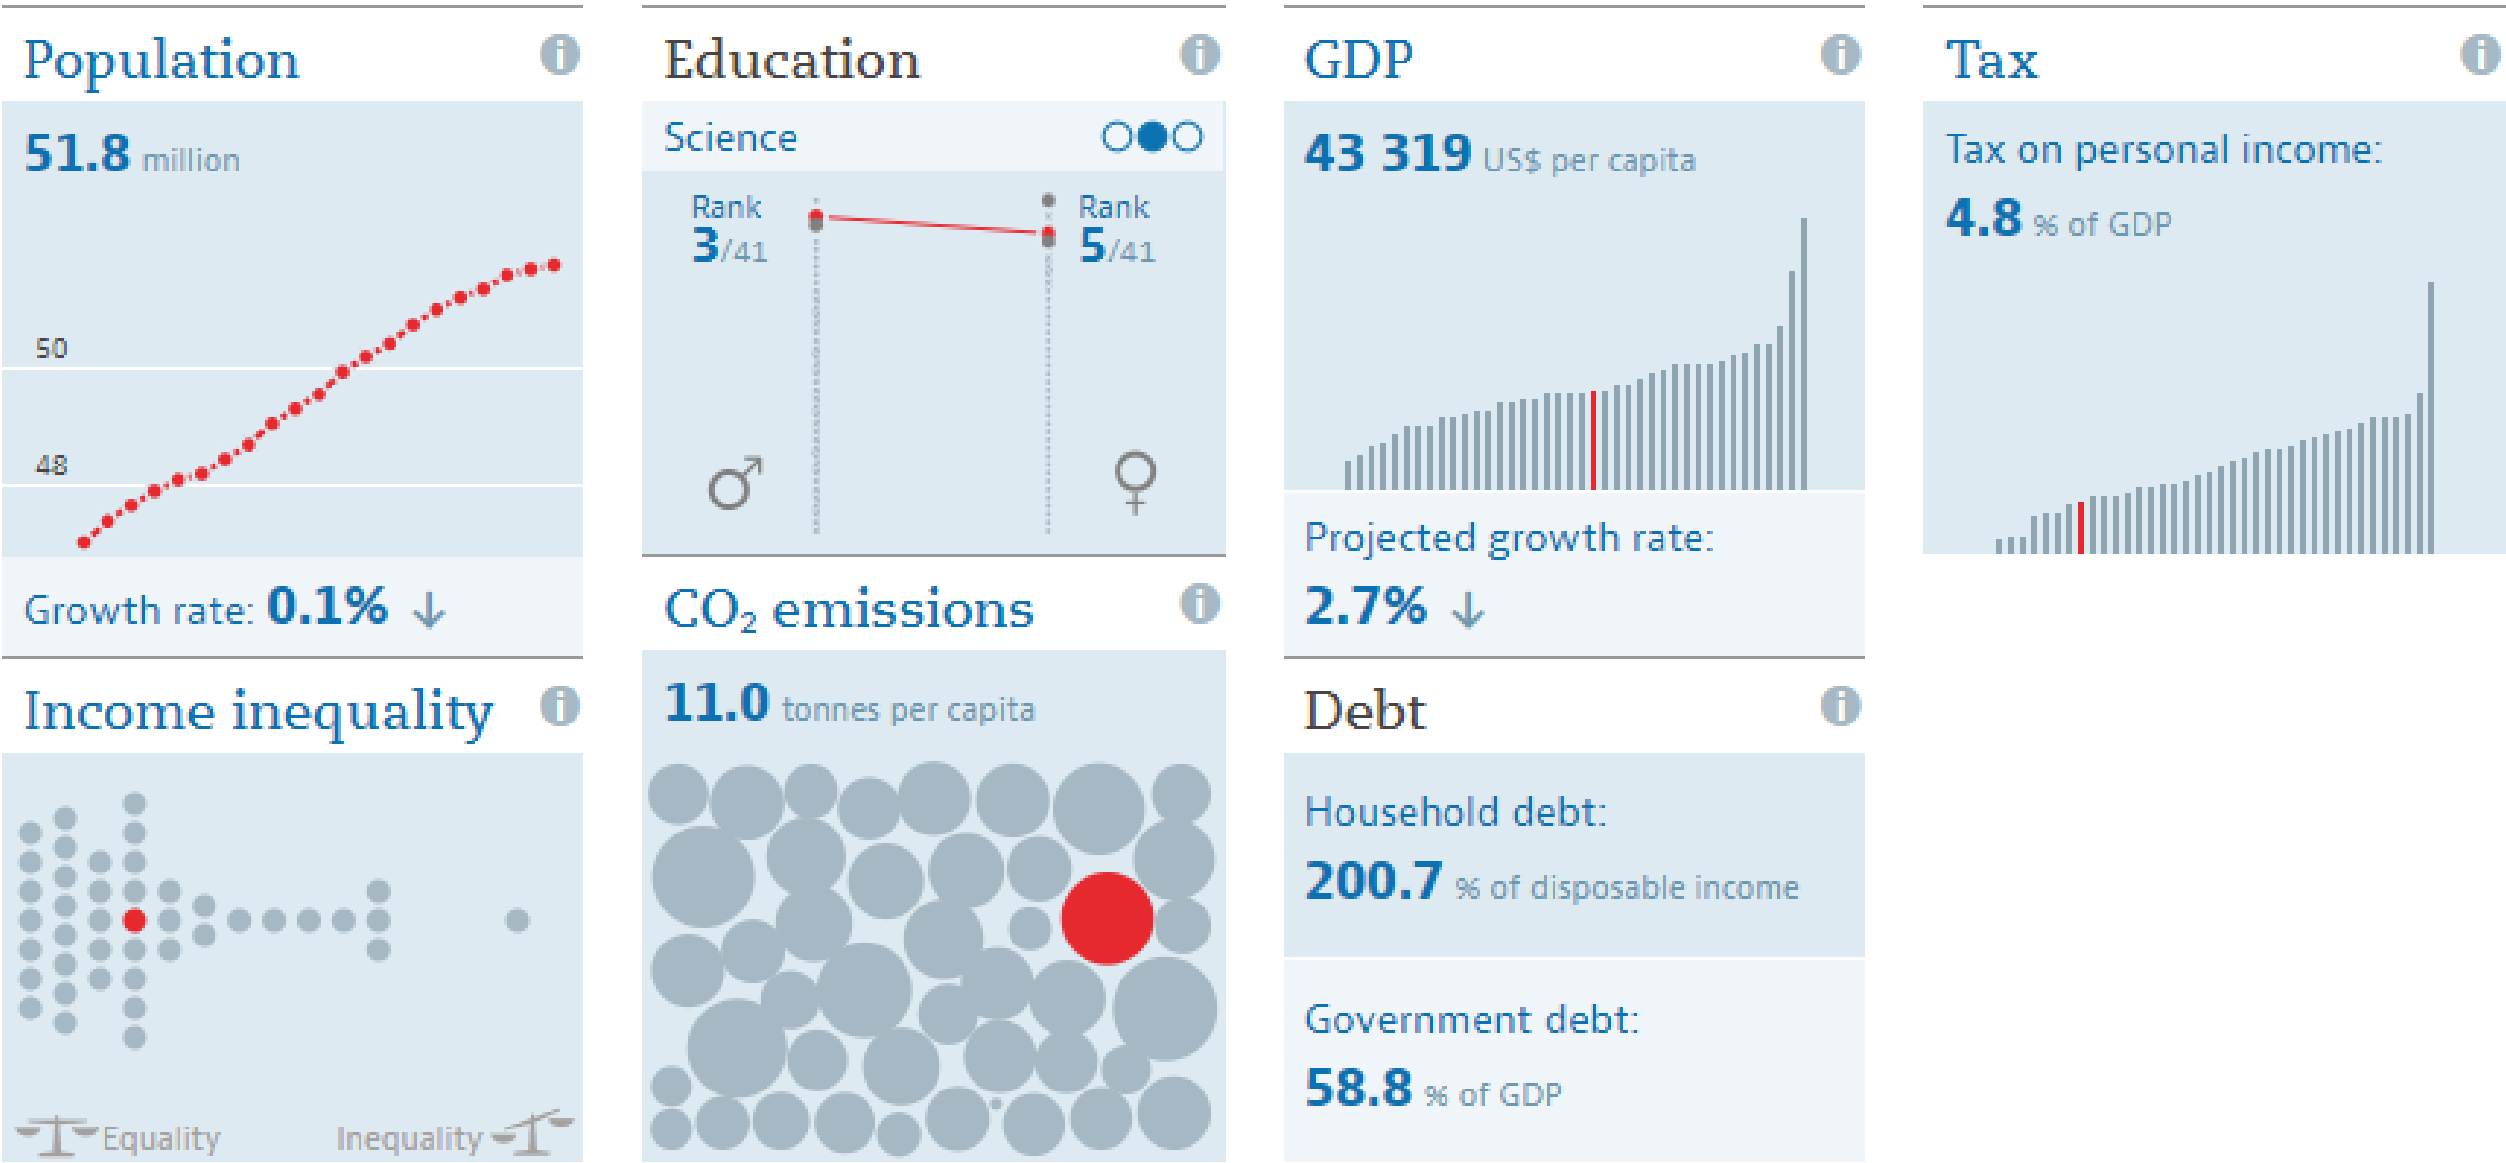 Population
51.8 million
50
48
Growth rate: 0.1% ↓
Income inequality
Equality
Inequality
Education
Science
Rank
3/41
Rank
5/41
CO₂ emissions
11.0 tonnes per capita
GDP
43 319 US$ per capita
Projected growth rate:
2.7% ↓
Debt
Household debt:
200.7 % of disposable income
Government debt:
58.8 % of GDP
Tax
Tax on personal income:
4.8 % of GDP